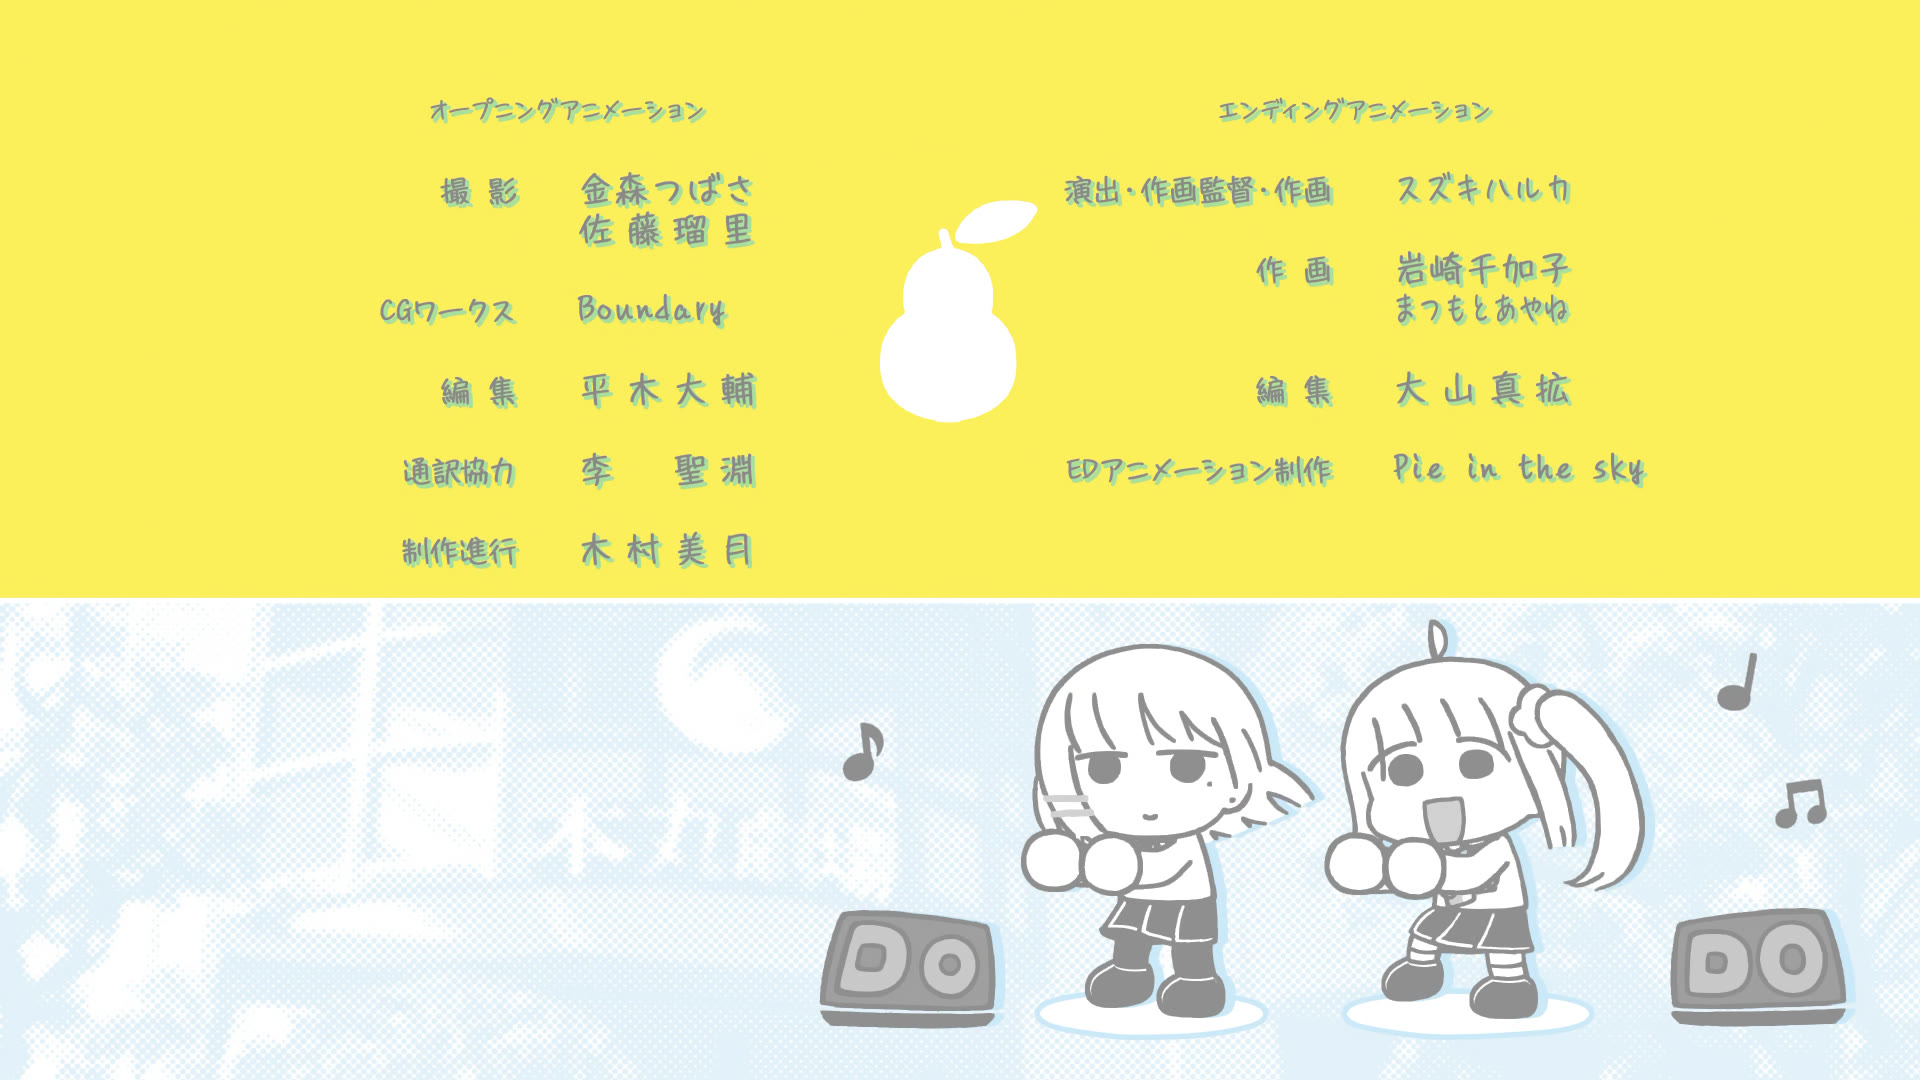 オープニングアニメーション
撮影 金森つばさ
佐藤瑠里
CGワークス Boundary
編集 平木大輔
通訳協力 李 聖淵
制作進行 木村美月
エンディングアニメーション
演出・作画監督・作画 スズキハルカ
作画 岩崎千加子
まつもとあやね
編集 大山真拡
EDアニメーション制作 Pie in the sky